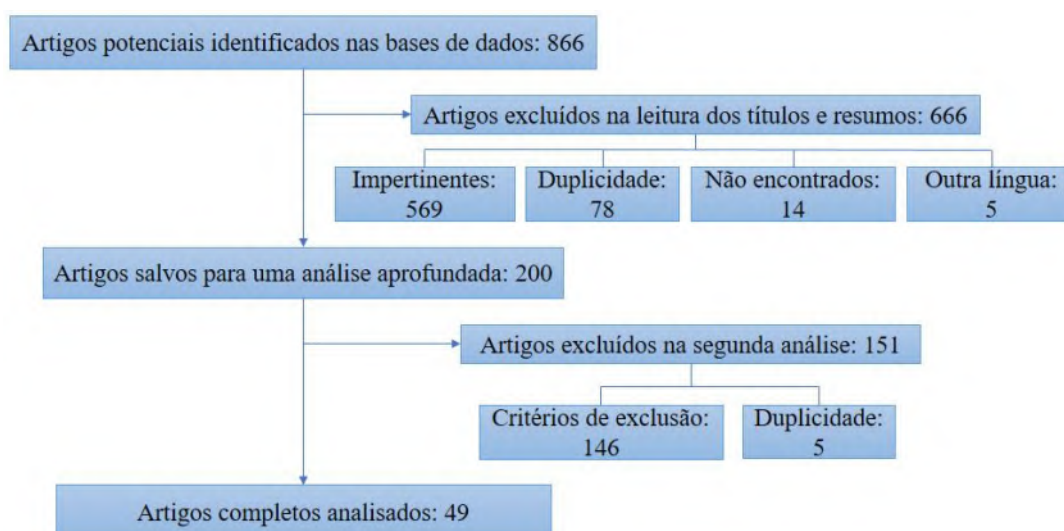 Artigos potenciais identificados nas bases de dados: 866
Artigos excluídos na leitura dos títulos e resumos: 666
Impertinentes:
569
Duplicidade:
78
Não encontrados:
14
Outra língua:
5
Artigos salvos para uma análise aprofundada: 200
Artigos excluídos na segunda análise: 151
Critérios de exclusão:
146
Duplicidade:
5
Artigos completos analisados: 49